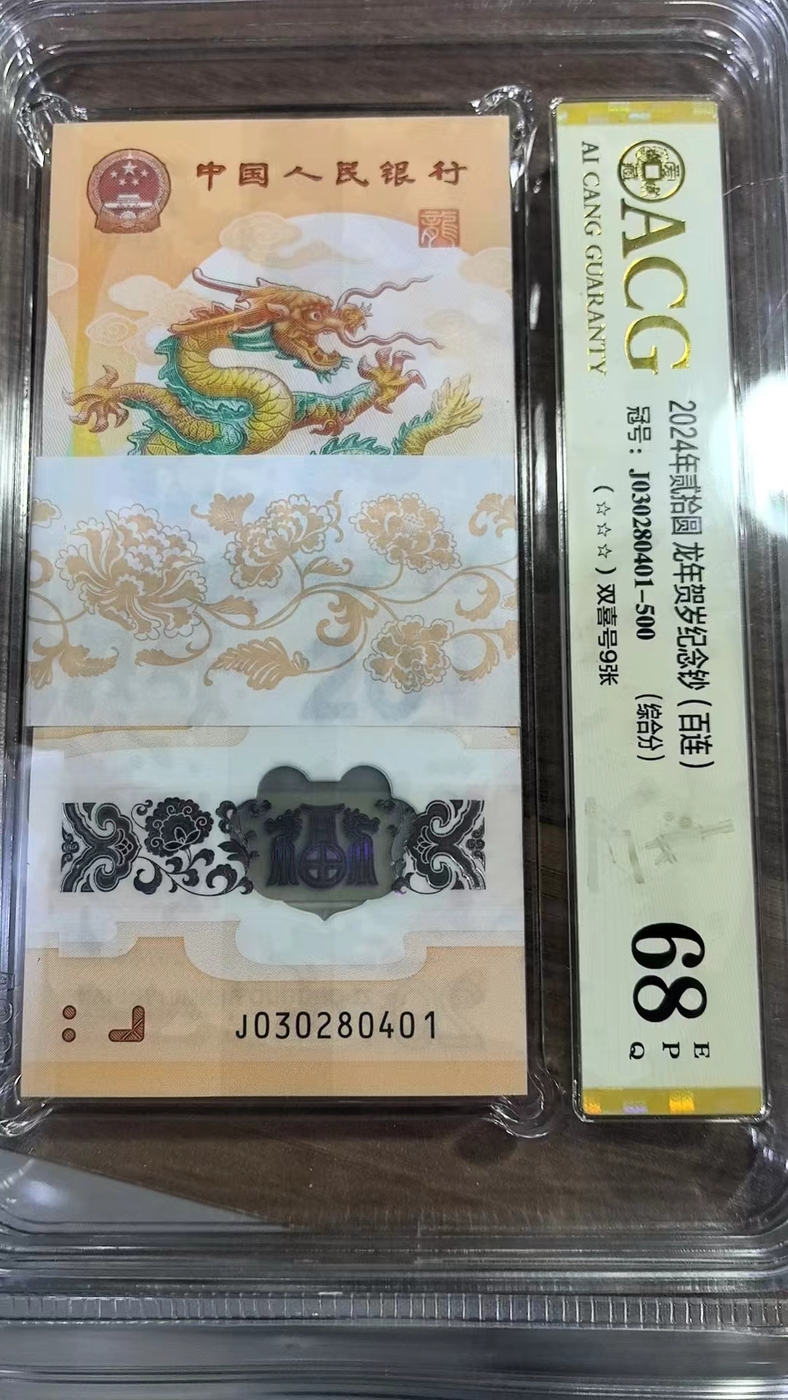 中国人民银行
龍
J030280401
ACG
AI CANG GUARANTY
2024年贰拾圆 龙年贺岁纪念钞（百连）
冠号：J030280401-500 （综合分）
（☆☆☆）双喜号9张
68
E
P
Q